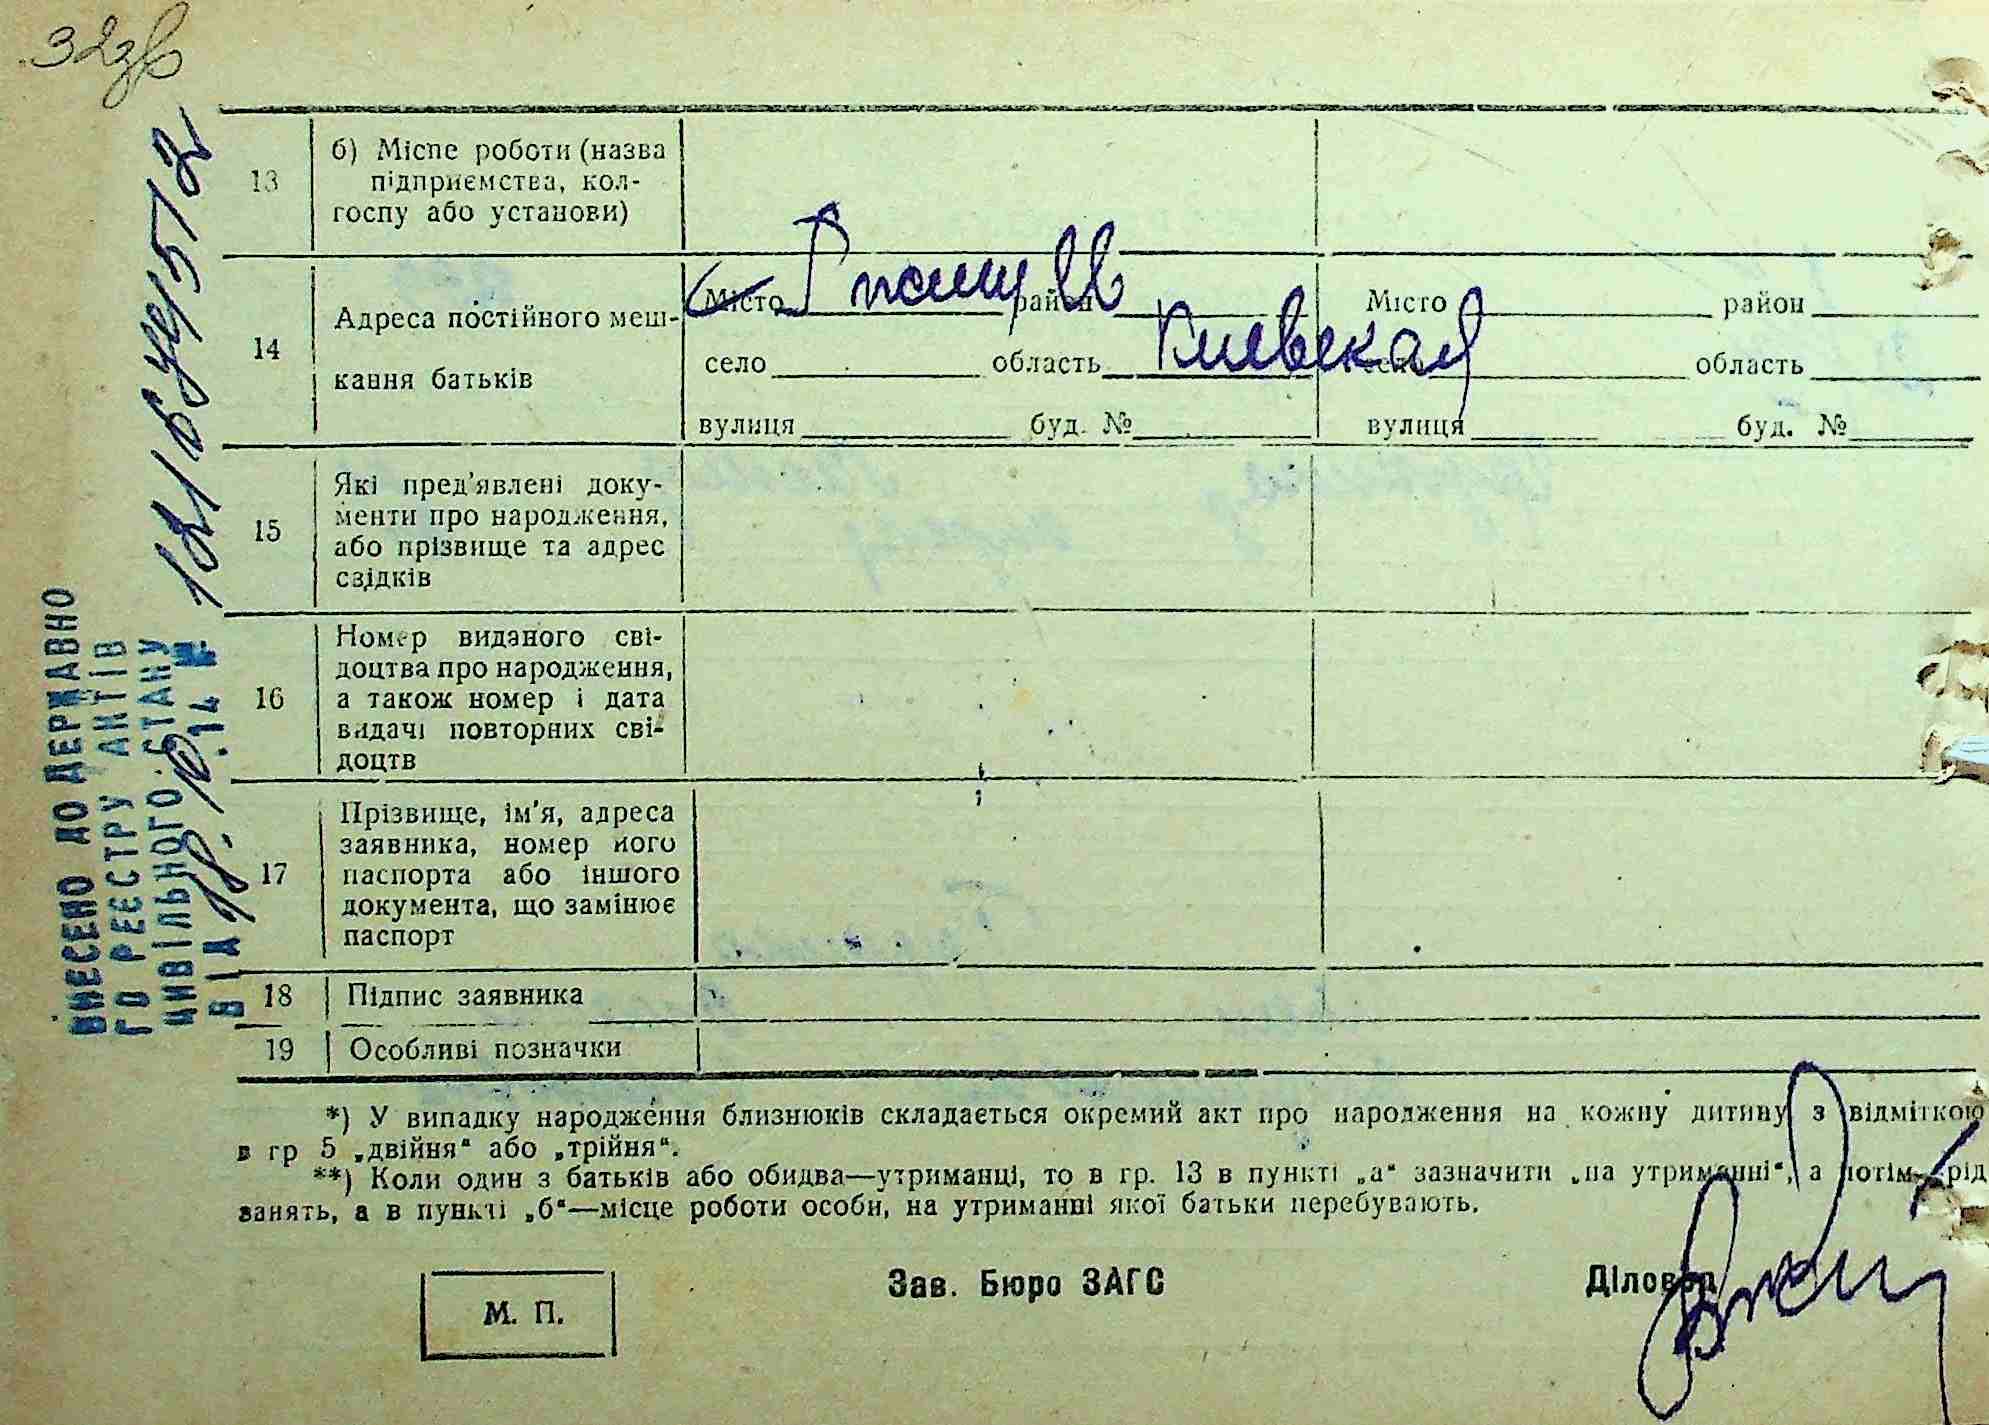 32зв
13
б) Місце роботи (назва
підприємства, кол-
госпу або установи)
14
Адреса постійного меш-
кання батьків
Місто район
село область Киевская
вулиця буд. №
Місто район
село область
вулиця буд. №
15
Які пред'явлені доку-
менти про народження,
або прізвище та адрес
свідків
16
Номер виданого сві-
доцтва про народження,
а також номер і дата
видачі повторних сві-
доцтв
17
Прізвище, ім'я, адреса
заявника, номер його
паспорта або іншого
документа, що замінює
паспорт
18
Підпис заявника
19
Особливі позначки
*) У випадку народження близнюків складається окремий акт про народження на кожну дитину з відміткою
в гр 5 „двійня“ або „трійня“.
**) Коли один з батьків або обидва—утриманці, то в гр. 13 в пункті „а“ зазначити „на утриманні“, а потім рід
занять, а в пункті „б“—місце роботи особи, на утриманні якої батьки перебувають.
М. П.
Зав. Бюро ЗАГС
Діловод
ВНЕСЕНО ДО ДЕРЖАВНО
ГО РЕЄСТРУ АКТІВ
ЦИВІЛЬНОГО СТАНУ
ВІД 18.10.14 №